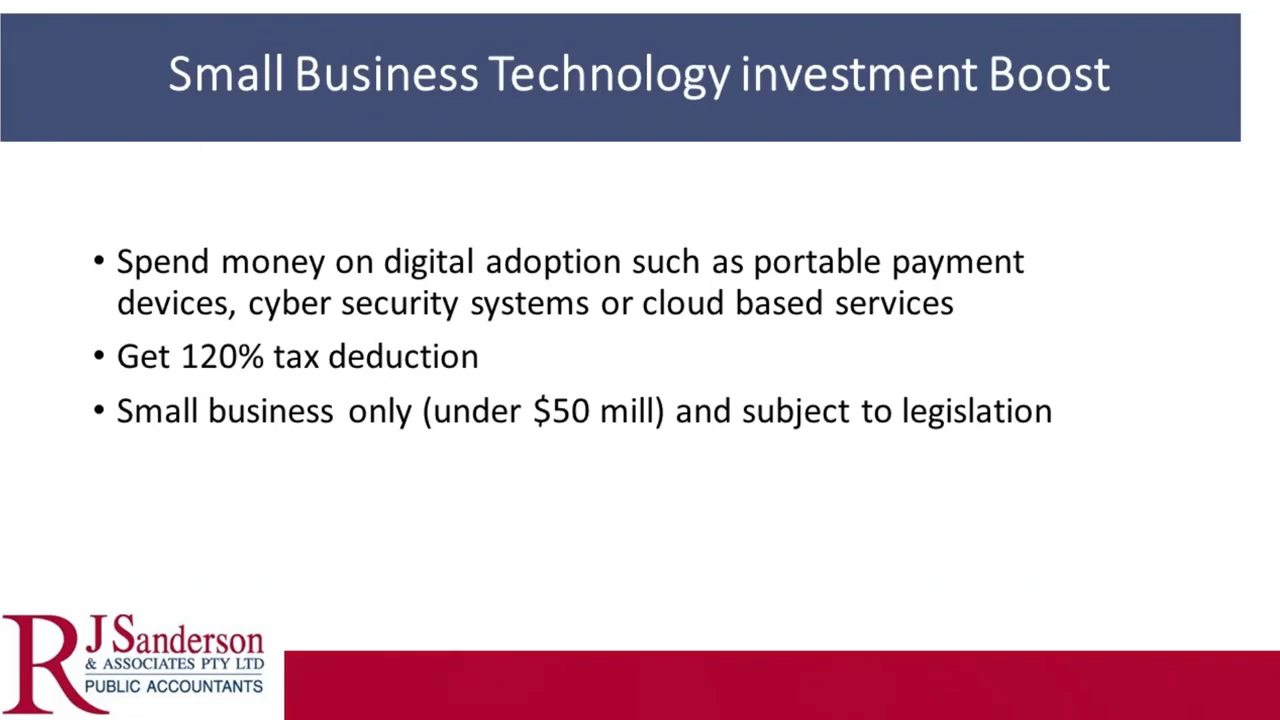 Small Business Technology investment Boost
• Spend money on digital adoption such as portable payment
devices, cyber security systems or cloud based services
• Get 120% tax deduction
• Small business only (under $50 mill) and subject to legislation
RJSanderson
& ASSOCIATES PTY LTD
PUBLIC ACCOUNTANTS